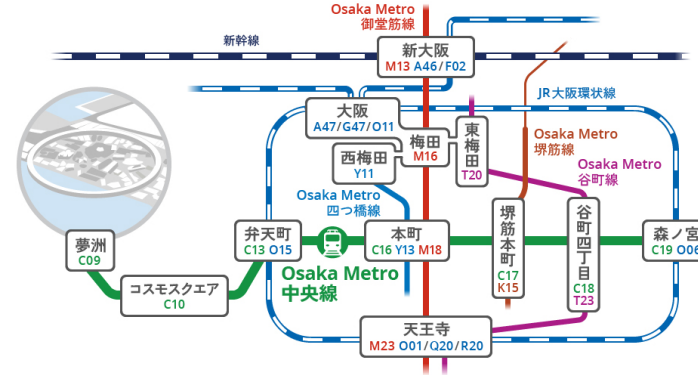 Osaka Metro
御堂筋線
新幹線
新大阪
M13 A46/F02
JR大阪環状線
大阪
A47/G47/O11
梅田
M16
東梅田
T20
Osaka Metro
堺筋線
西梅田
Y11
Osaka Metro
谷町線
Osaka Metro
四つ橋線
夢洲
C09
弁天町
C13 O15
本町
C16 Y13 M18
堺筋本町
C17
K15
谷町四丁目
C18
T23
森ノ宮
C19 O06
コスモスクエア
C10
Osaka Metro
中央線
天王寺
M23 O01/Q20/R20